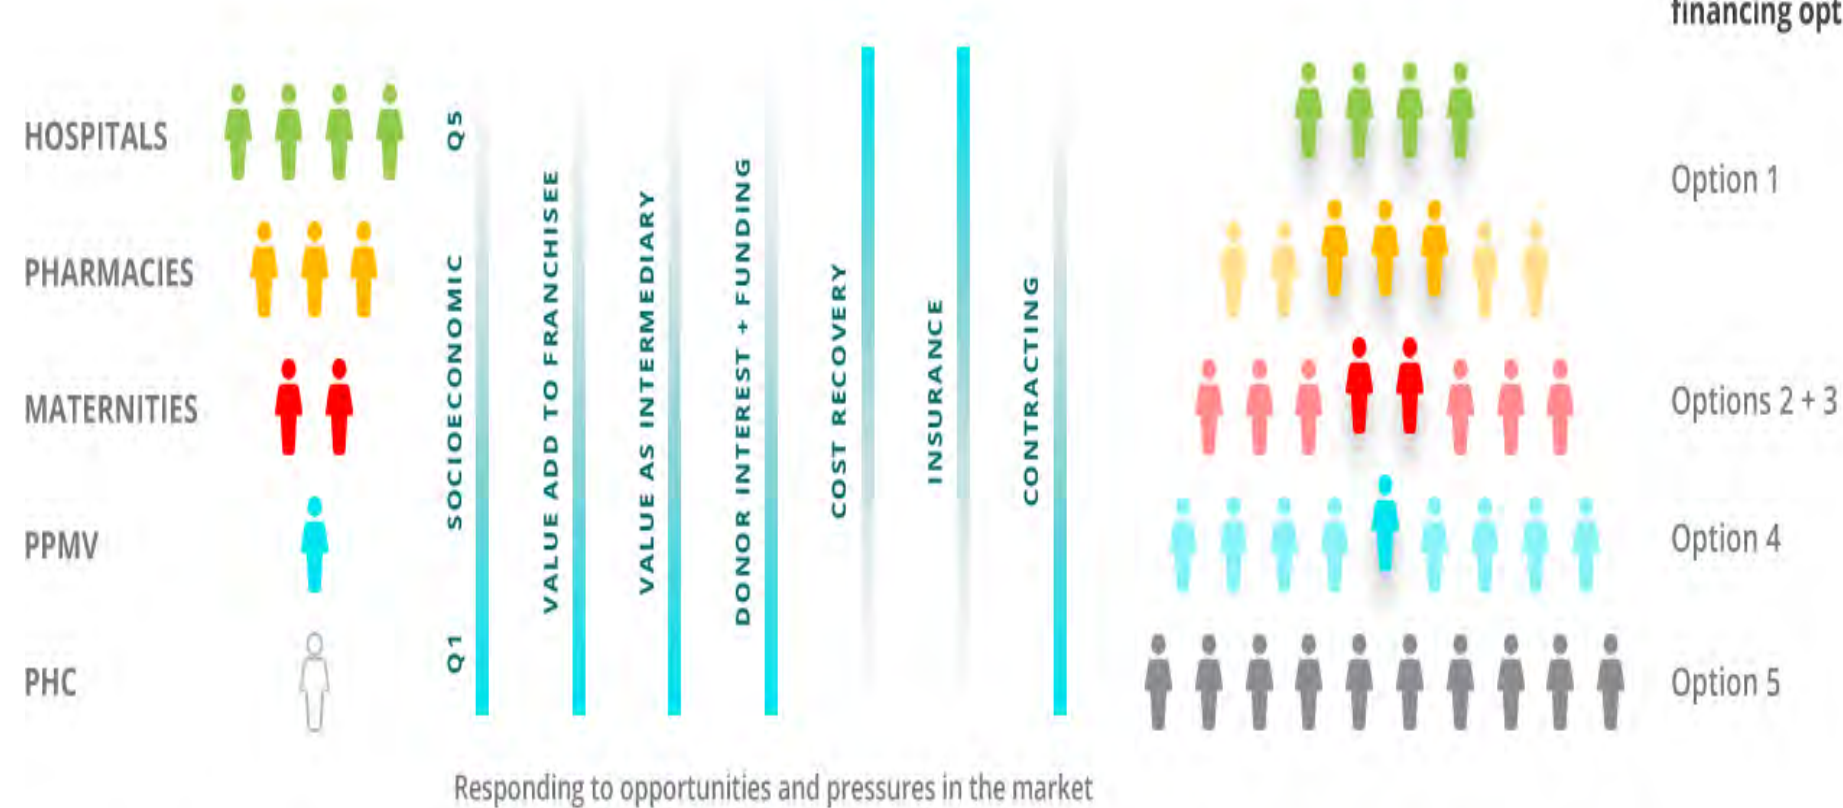 financing opt
HOSPITALS
PHARMACIES
MATERNITIES
PPMV
PHC
Q5
SOCIOECONOMIC
Q1
VALUE ADD TO FRANCHISEE
VALUE AS INTERMEDIARY
DONOR INTEREST + FUNDING
COST RECOVERY
INSURANCE
CONTRACTING
Option 1
Options 2 + 3
Option 4
Option 5
Responding to opportunities and pressures in the market